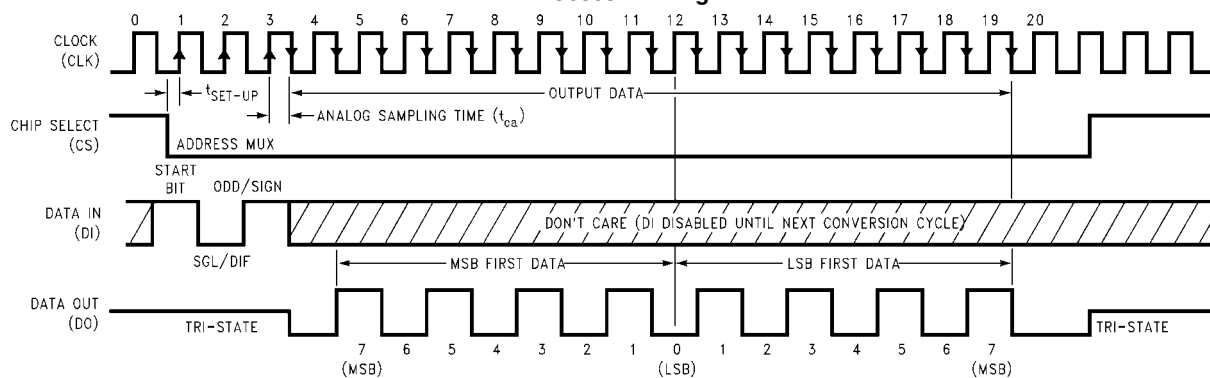 0 1 2 3 4 5 6 7 8 9 10 11 12 13 14 15 16 17 18 19 20
CLOCK
(CLK)
tSET-UP
OUTPUT DATA
ANALOG SAMPLING TIME (tca)
CHIP SELECT
(CS)
ADDRESS MUX
START
BIT
ODD/SIGN
DATA IN
(DI)
DON'T CARE (DI DISABLED UNTIL NEXT CONVERSION CYCLE)
SGL/DIF
MSB FIRST DATA
LSB FIRST DATA
DATA OUT
(DO)
TRI-STATE
TRI-STATE
7 6 5 4 3 2 1 0 1 2 3 4 5 6 7
(MSB) (LSB) (MSB)